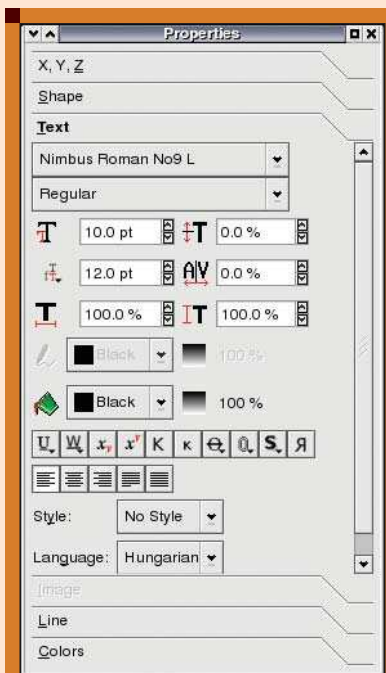 Properties
X, Y, Z
Shape
Text
Nimbus Roman No9 L
Regular
10.0 pt 0.0 %
12.0 pt 0.0 %
100.0 % 100.0 %
Black 100 %
Black 100 %
Style: No Style
Language: Hungarian
Image
Line
Colors